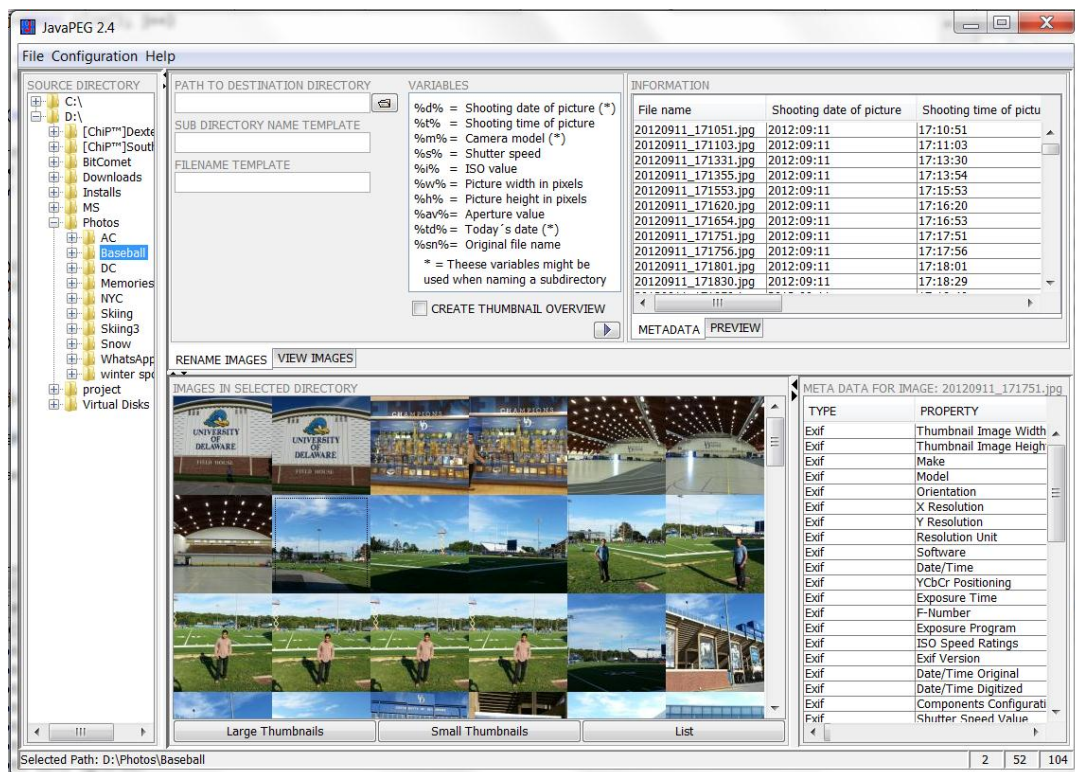 JavaPEG 2.4
File Configuration Help
SOURCE DIRECTORY
C:\
D:\
[ChiP™]Dexte
[ChiP™]South
BitComet
Downloads
Installs
MS
Photos
AC
Baseball
DC
Memories
NYC
Skiing
Skiing3
Snow
WhatsApp
winter spo
project
Virtual Disks
PATH TO DESTINATION DIRECTORY
SUB DIRECTORY NAME TEMPLATE
FILENAME TEMPLATE
VARIABLES
%d% = Shooting date of picture (*)
%t% = Shooting time of picture
%m% = Camera model (*)
%s% = Shutter speed
%i% = ISO value
%w% = Picture width in pixels
%h% = Picture height in pixels
%av%= Aperture value
%td%= Today´s date (*)
%sn%= Original file name
* = Theese variables might be
used when naming a subdirectory
CREATE THUMBNAIL OVERVIEW
RENAME IMAGES VIEW IMAGES
INFORMATION
File name Shooting date of picture Shooting time of pictu
20120911_171051.jpg 2012:09:11 17:10:51
20120911_171103.jpg 2012:09:11 17:11:03
20120911_171331.jpg 2012:09:11 17:13:30
20120911_171355.jpg 2012:09:11 17:13:54
20120911_171553.jpg 2012:09:11 17:15:53
20120911_171620.jpg 2012:09:11 17:16:20
20120911_171654.jpg 2012:09:11 17:16:53
20120911_171751.jpg 2012:09:11 17:17:51
20120911_171756.jpg 2012:09:11 17:17:56
20120911_171801.jpg 2012:09:11 17:18:01
20120911_171830.jpg 2012:09:11 17:18:29
METADATA PREVIEW
IMAGES IN SELECTED DIRECTORY
UNIVERSITY
OF
DELAWARE
FIELD HOUSE
UNIVERSITY
OF
DELAWARE
FIELD HOUSE
CHAMPIONS
Large Thumbnails Small Thumbnails List
META DATA FOR IMAGE: 20120911_171751.jpg
TYPE PROPERTY
Exif Thumbnail Image Width
Exif Thumbnail Image Heigh
Exif Make
Exif Model
Exif Orientation
Exif X Resolution
Exif Y Resolution
Exif Resolution Unit
Exif Software
Exif Date/Time
Exif YCbCr Positioning
Exif Exposure Time
Exif F-Number
Exif Exposure Program
Exif ISO Speed Ratings
Exif Exif Version
Exif Date/Time Original
Exif Date/Time Digitized
Exif Components Configurati
Exif Shutter Speed Value
Selected Path: D:\Photos\Baseball 2 52 104